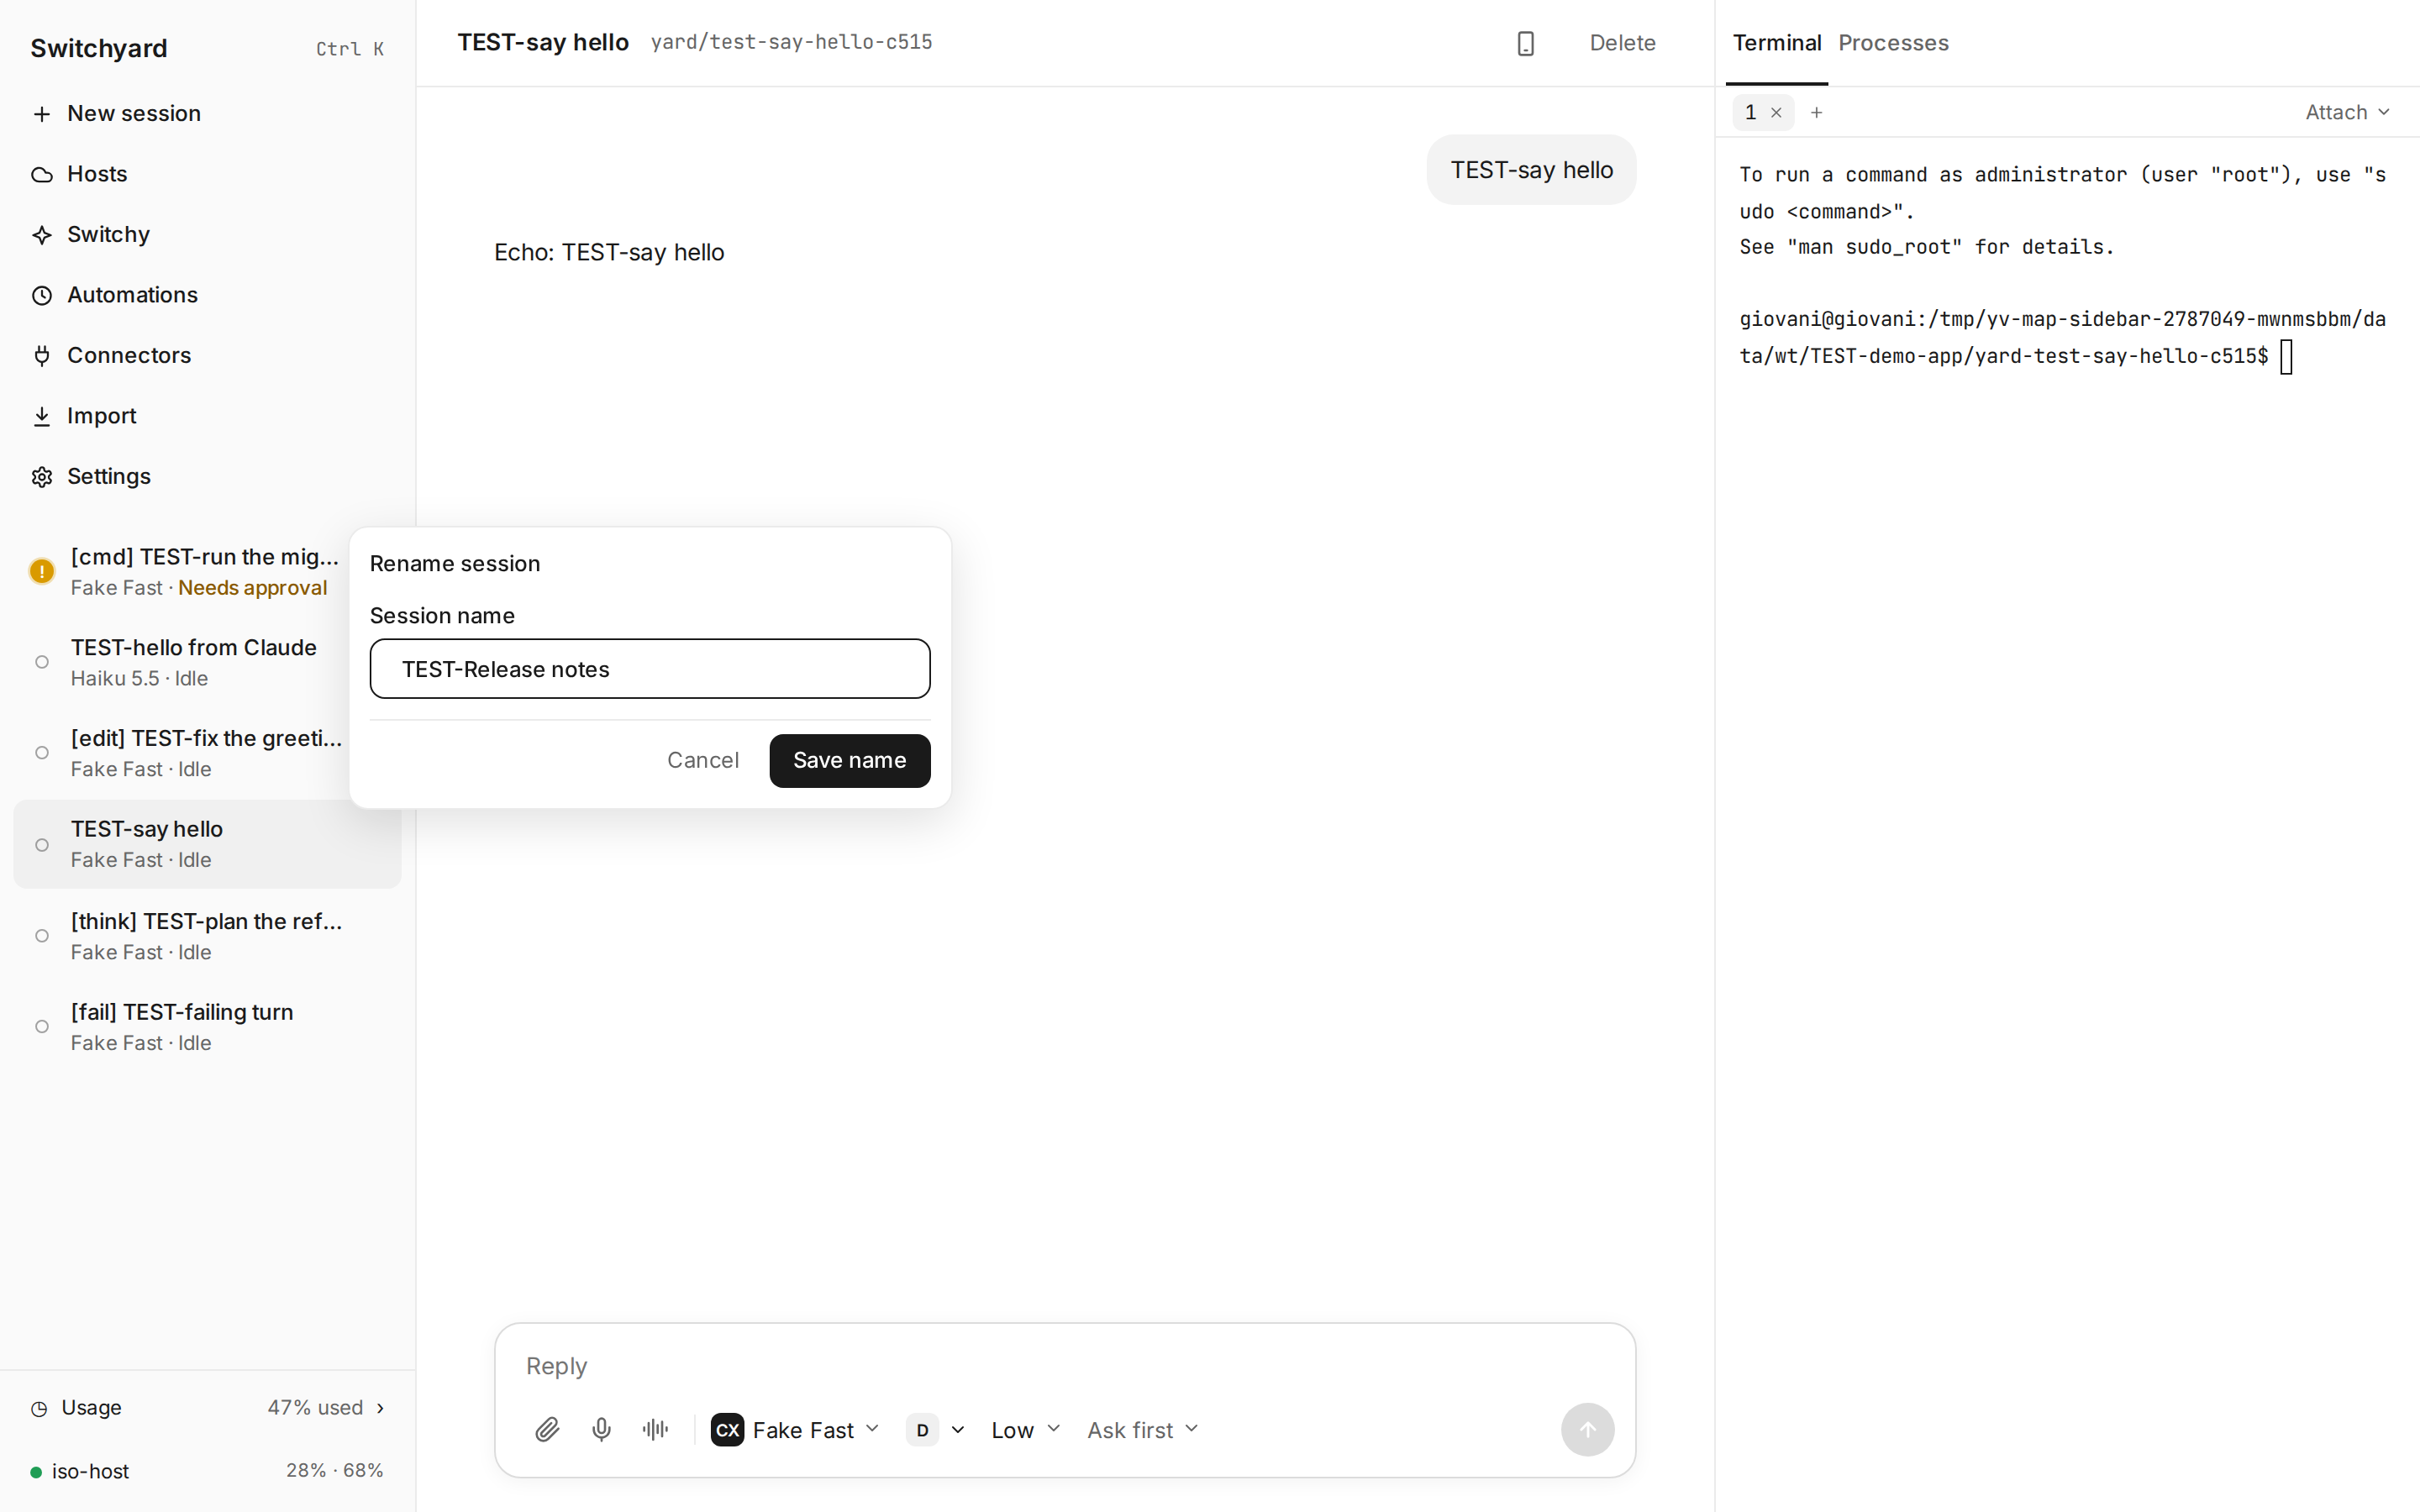 Switchyard
Ctrl K
New session
Hosts
Switchy
Automations
Connectors
Import
Settings
[cmd] TEST-run the mig...
Fake Fast · Needs approval
TEST-hello from Claude
Haiku 5.5 · Idle
[edit] TEST-fix the greeti...
Fake Fast · Idle
TEST-say hello
Fake Fast · Idle
[think] TEST-plan the ref...
Fake Fast · Idle
[fail] TEST-failing turn
Fake Fast · Idle
Usage
47% used ›
iso-host
28% · 68%
TEST-say hello
yard/test-say-hello-c515
Delete
TEST-say hello
Echo: TEST-say hello
Rename session
Session name
TEST-Release notes
Cancel
Save name
Reply
CX Fake Fast
D
Low
Ask first
Terminal
Processes
1 × +
Attach
To run a command as administrator (user "root"), use "s
udo <command>".
See "man sudo_root" for details.
giovani@giovani:/tmp/yv-map-sidebar-2787049-mwnmsbbm/da
ta/wt/TEST-demo-app/yard-test-say-hello-c515$